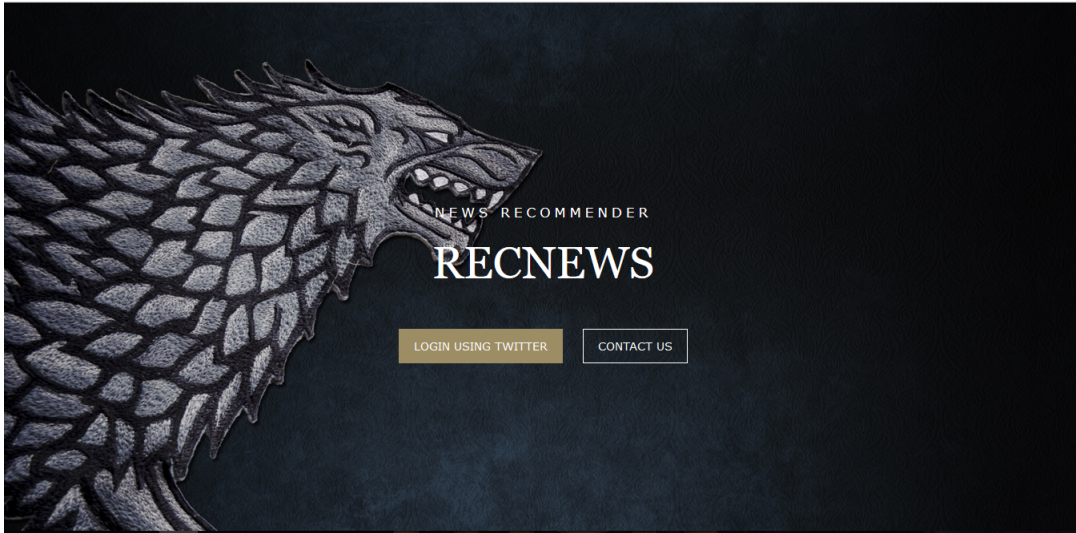 NEWS RECOMMENDER
RECNEWS
LOGIN USING TWITTER
CONTACT US